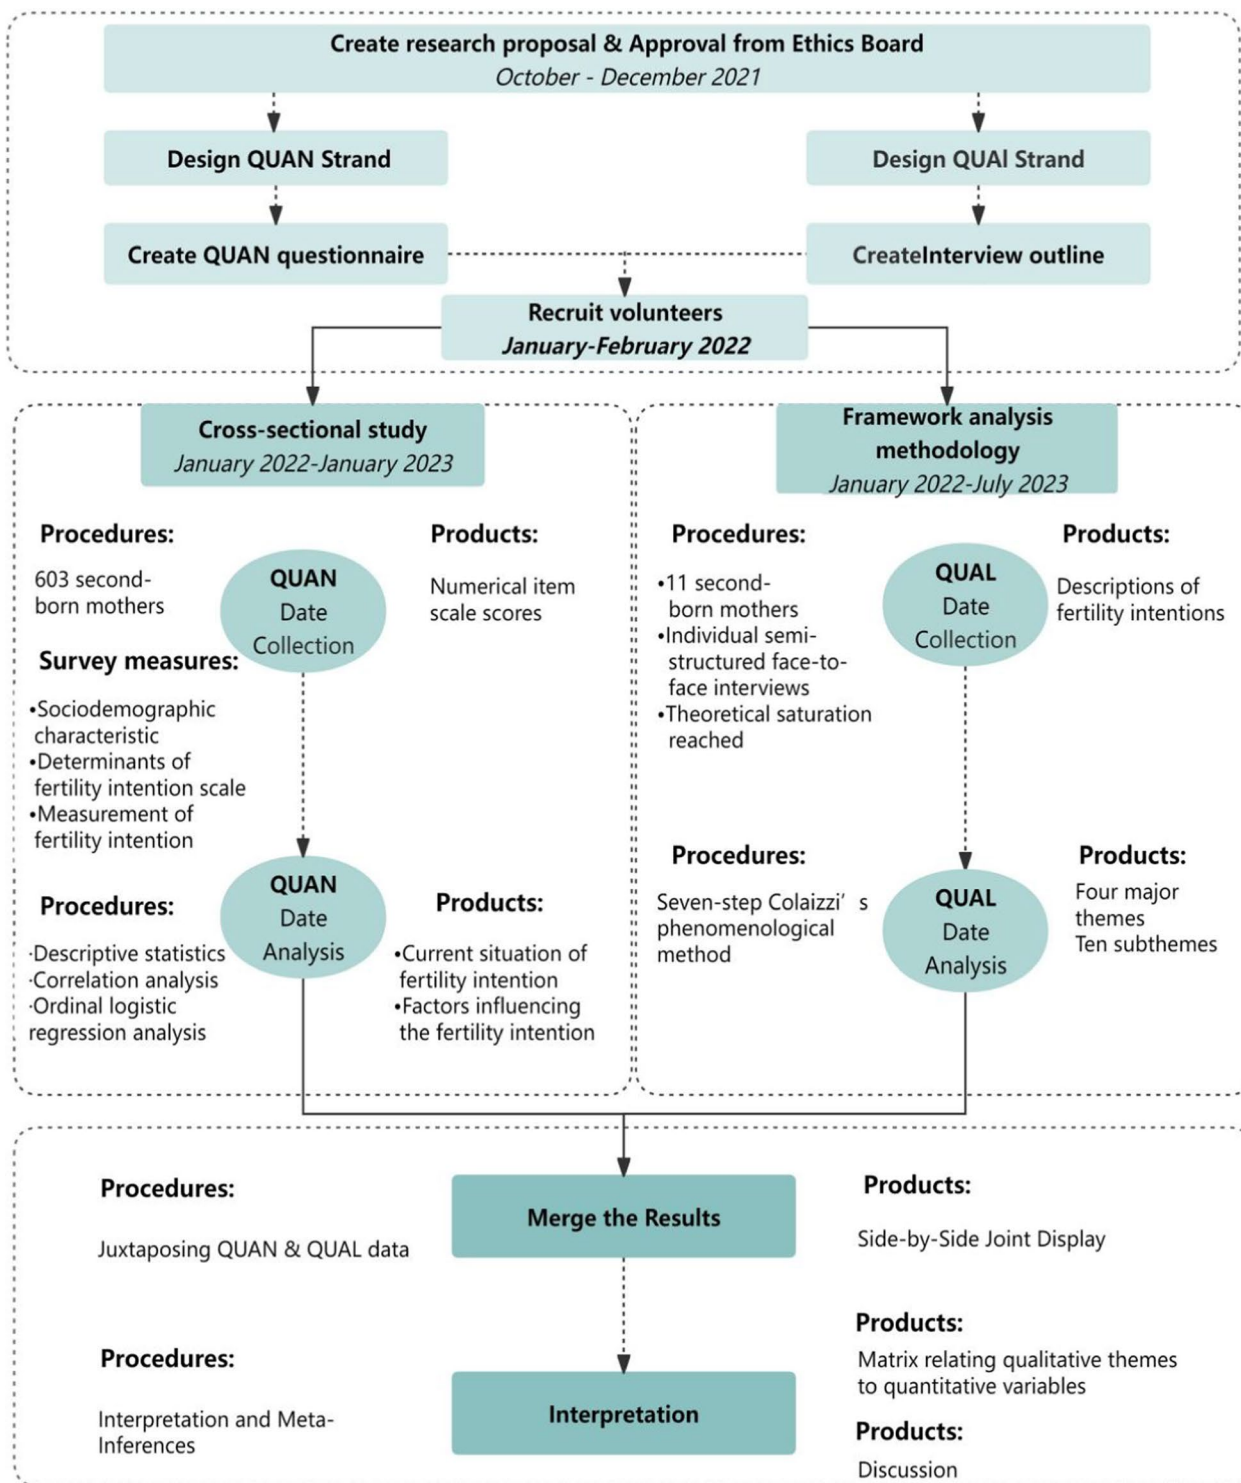 Create research proposal & Approval from Ethics Board
October - December 2021
Design QUAN Strand
Design QUAl Strand
Create QUAN questionnaire
CreateInterview outline
Recruit volunteers
January-February 2022
Cross-sectional study
January 2022-January 2023
Framework analysis
methodology
January 2022-July 2023
Procedures:
603 second-
born mothers
Survey measures:
•Sociodemographic
characteristic
•Determinants of
fertility intention scale
•Measurement of
fertility intention
QUAN
Date
Collection
Products:
Numerical item
scale scores
Procedures:
·Descriptive statistics
·Correlation analysis
·Ordinal logistic
regression analysis
QUAN
Date
Analysis
Products:
•Current situation of
fertility intention
•Factors influencing
the fertility intention
Procedures:
•11 second-
born mothers
•Individual semi-
structured face-to-
face interviews
•Theoretical saturation
reached
QUAL
Date
Collection
Products:
Descriptions of
fertility intentions
Procedures:
Seven-step Colaizzi’ s
phenomenological
method
QUAL
Date
Analysis
Products:
Four major
themes
Ten subthemes
Procedures:
Juxtaposing QUAN & QUAL data
Merge the Results
Products:
Side-by-Side Joint Display
Procedures:
Interpretation and Meta-
Inferences
Interpretation
Products:
Matrix relating qualitative themes
to quantitative variables
Products:
Discussion